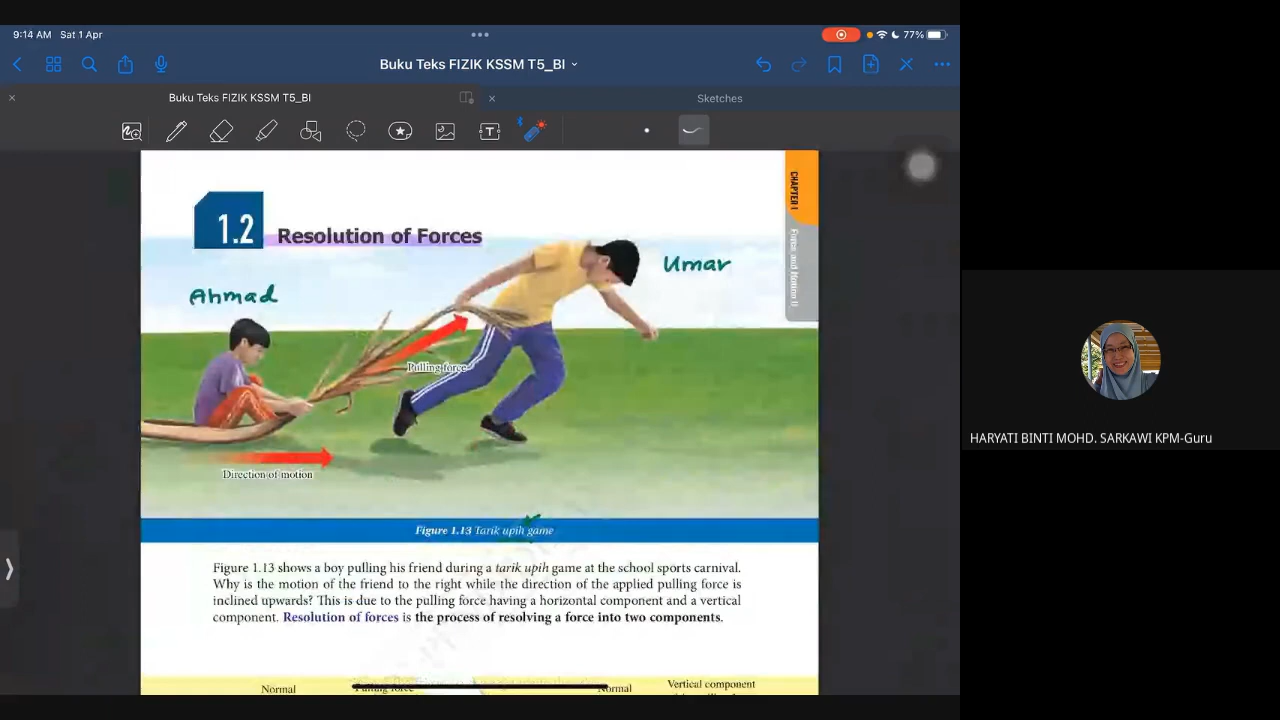 9:14 AM Sat 1 Apr
77%
Buku Teks FIZIK KSSM T5_BI
Buku Teks FIZIK KSSM T5_BI
Sketches
CHAPTER 1
Force and Motion II
1.2 Resolution of Forces
Umar
Ahmad
Pulling force
Direction of motion
Figure 1.13 Tarik upih game
Figure 1.13 shows a boy pulling his friend during a tarik upih game at the school sports carnival.
Why is the motion of the friend to the right while the direction of the applied pulling force is
inclined upwards? This is due to the pulling force having a horizontal component and a vertical
component. Resolution of forces is the process of resolving a force into two components.
Normal
Pulling force
Normal
Vertical component
HARYATI BINTI MOHD. SARKAWI KPM-Guru